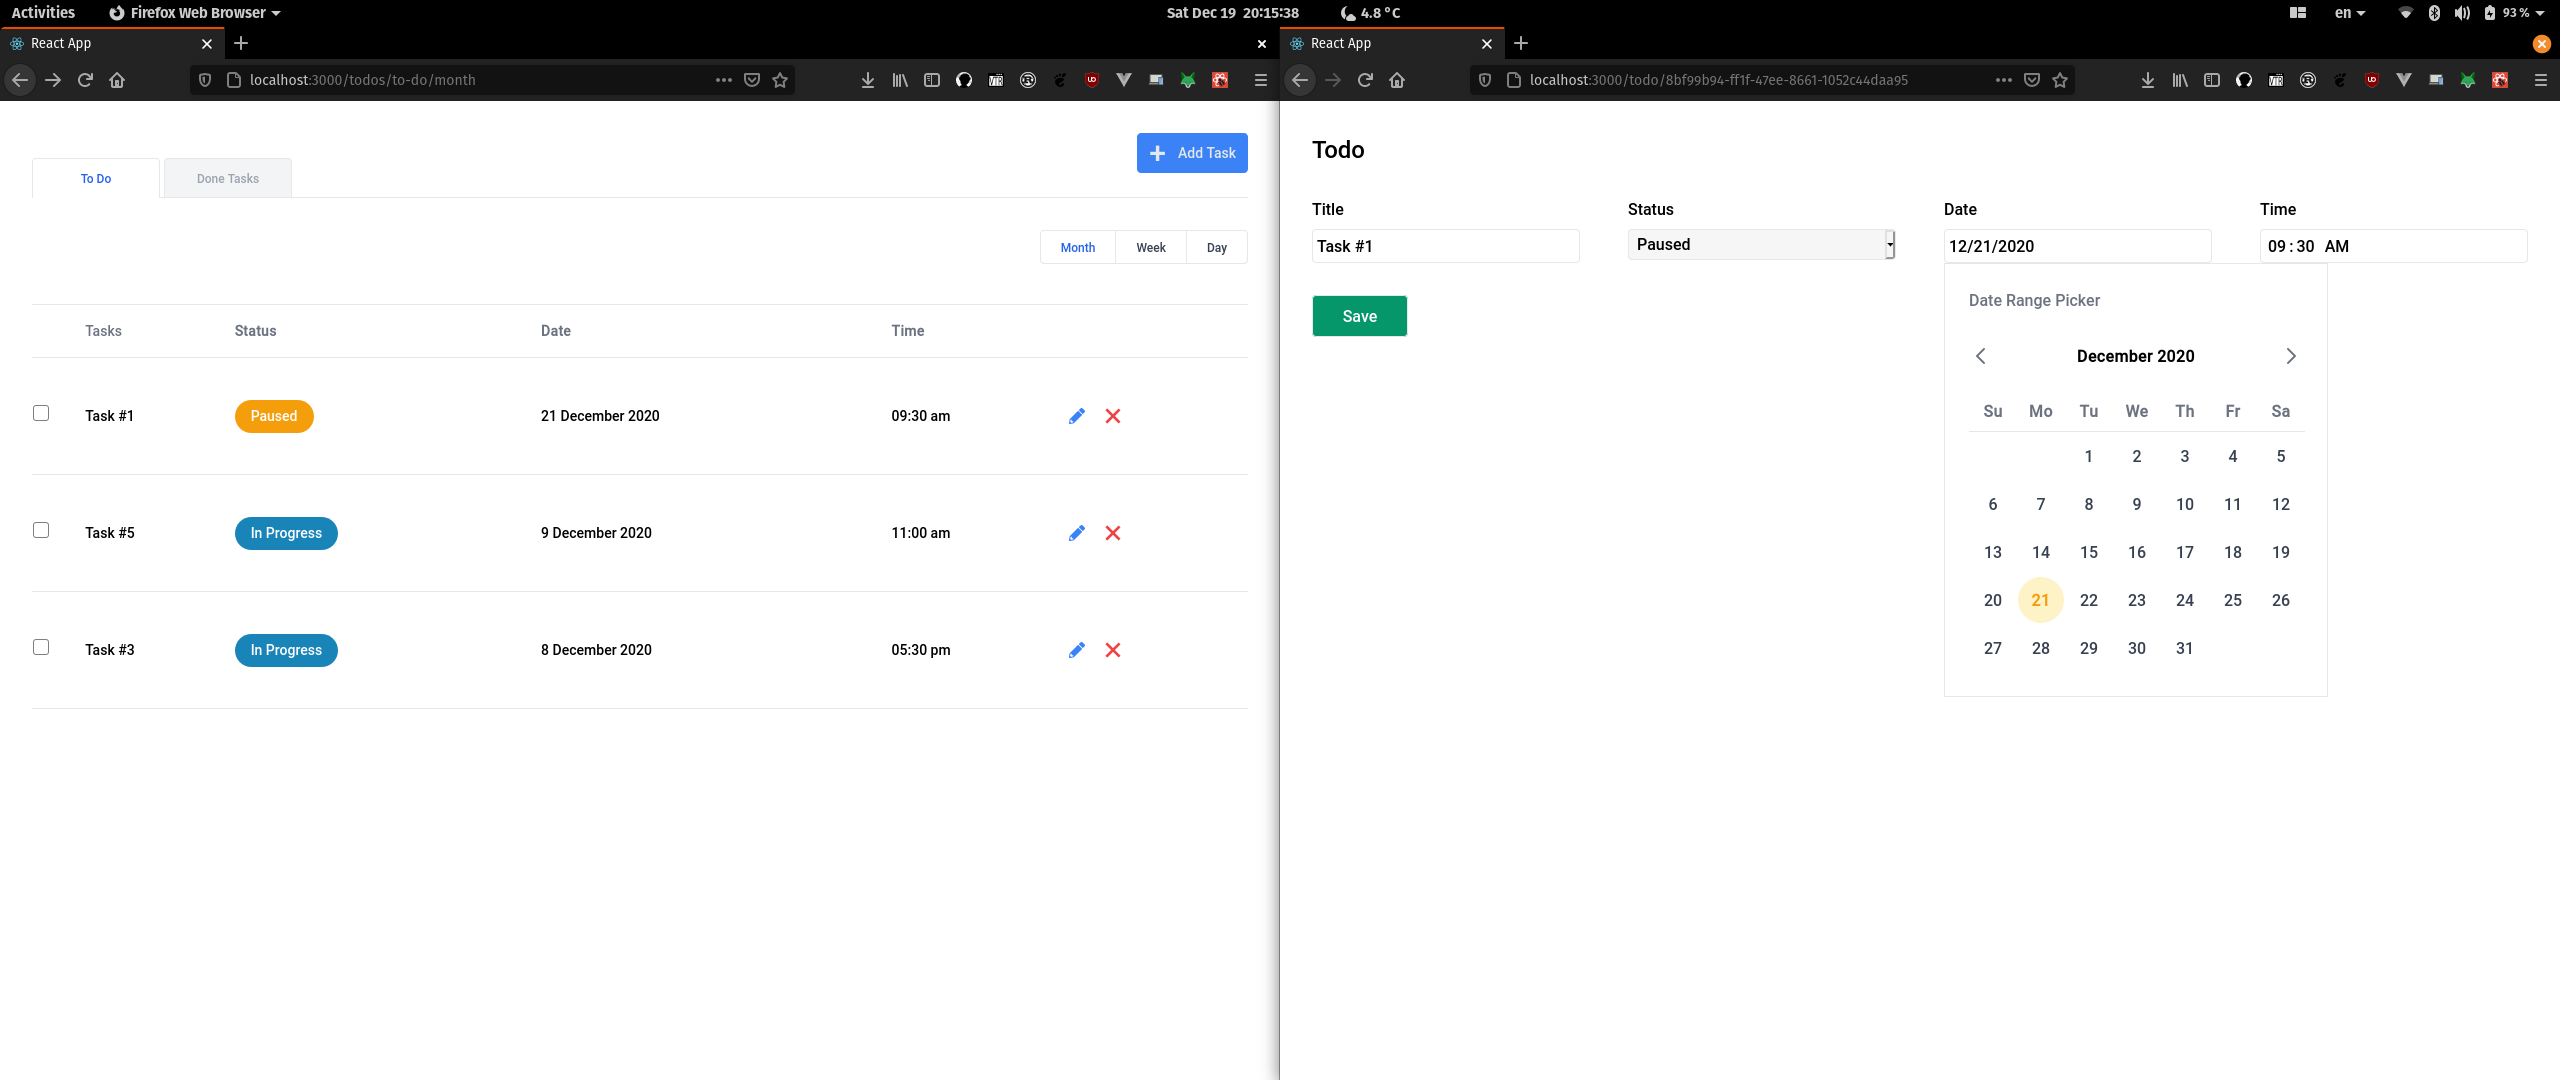 Activities Firefox Web Browser Sat Dec 19 20:15:38 4.8 °C en 93 %
React App
localhost:3000/todos/to-do/month
Add Task
To Do Done Tasks
Month Week Day
Tasks Status Date Time
Task #1 Paused 21 December 2020 09:30 am
Task #5 In Progress 9 December 2020 11:00 am
Task #3 In Progress 8 December 2020 05:30 pm
React App
localhost:3000/todo/8bf99b94-ff1f-47ee-8661-1052c44daa95
Todo
Title Status Date Time
Task #1 Paused 12/21/2020 09 : 30 AM
Save
Date Range Picker
December 2020
Su Mo Tu We Th Fr Sa
1 2 3 4 5
6 7 8 9 10 11 12
13 14 15 16 17 18 19
20 21 22 23 24 25 26
27 28 29 30 31